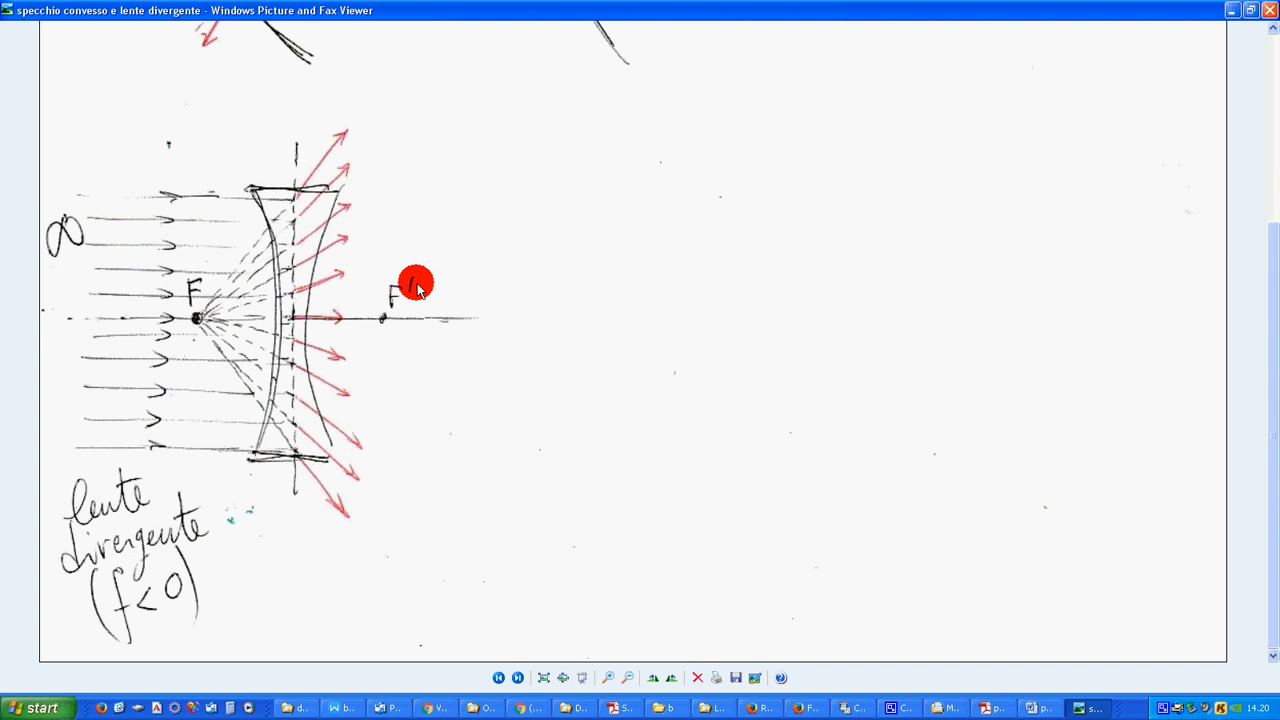 specchio convesso e lente divergente - Windows Picture and Fax Viewer
∞
F
F'
lente
divergente
(f<0)
start
d...
b...
P...
V...
O...
(...
D...
S...
b
L...
R...
F...
C...
C...
M...
p...
p...
s...
14.20